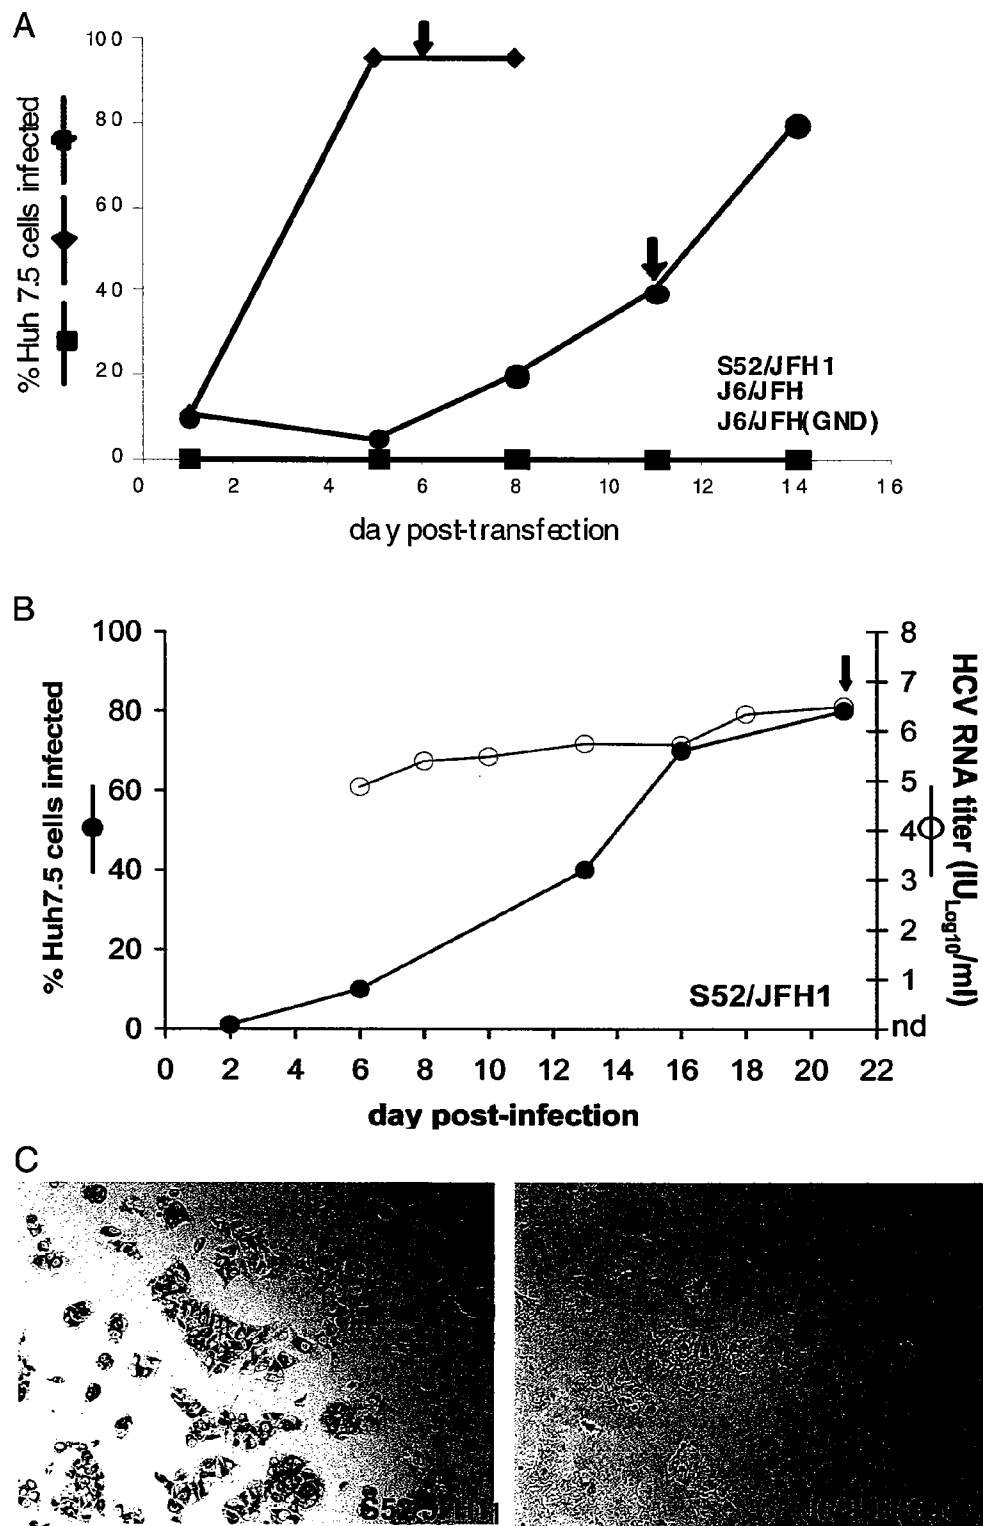 A
100
80
60
40
20
0
0 2 4 6 8 10 12 14 16
% Huh 7.5 cells infected
S52/JFH1
J6/JFH
J6/JFH(GND)
day post-transfection
B
100
80
60
40
20
0
% Huh7.5 cells infected
8
7
6
5
4
3
2
1
nd
HCV RNA titer (IU Log10/ml)
S52/JFH1
0 2 4 6 8 10 12 14 16 18 20 22
day post-infection
C